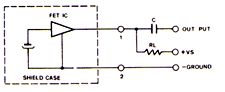 FET IC
C
OUT PUT
1
RL
+VS
2
-GROUND
SHIELD CASE